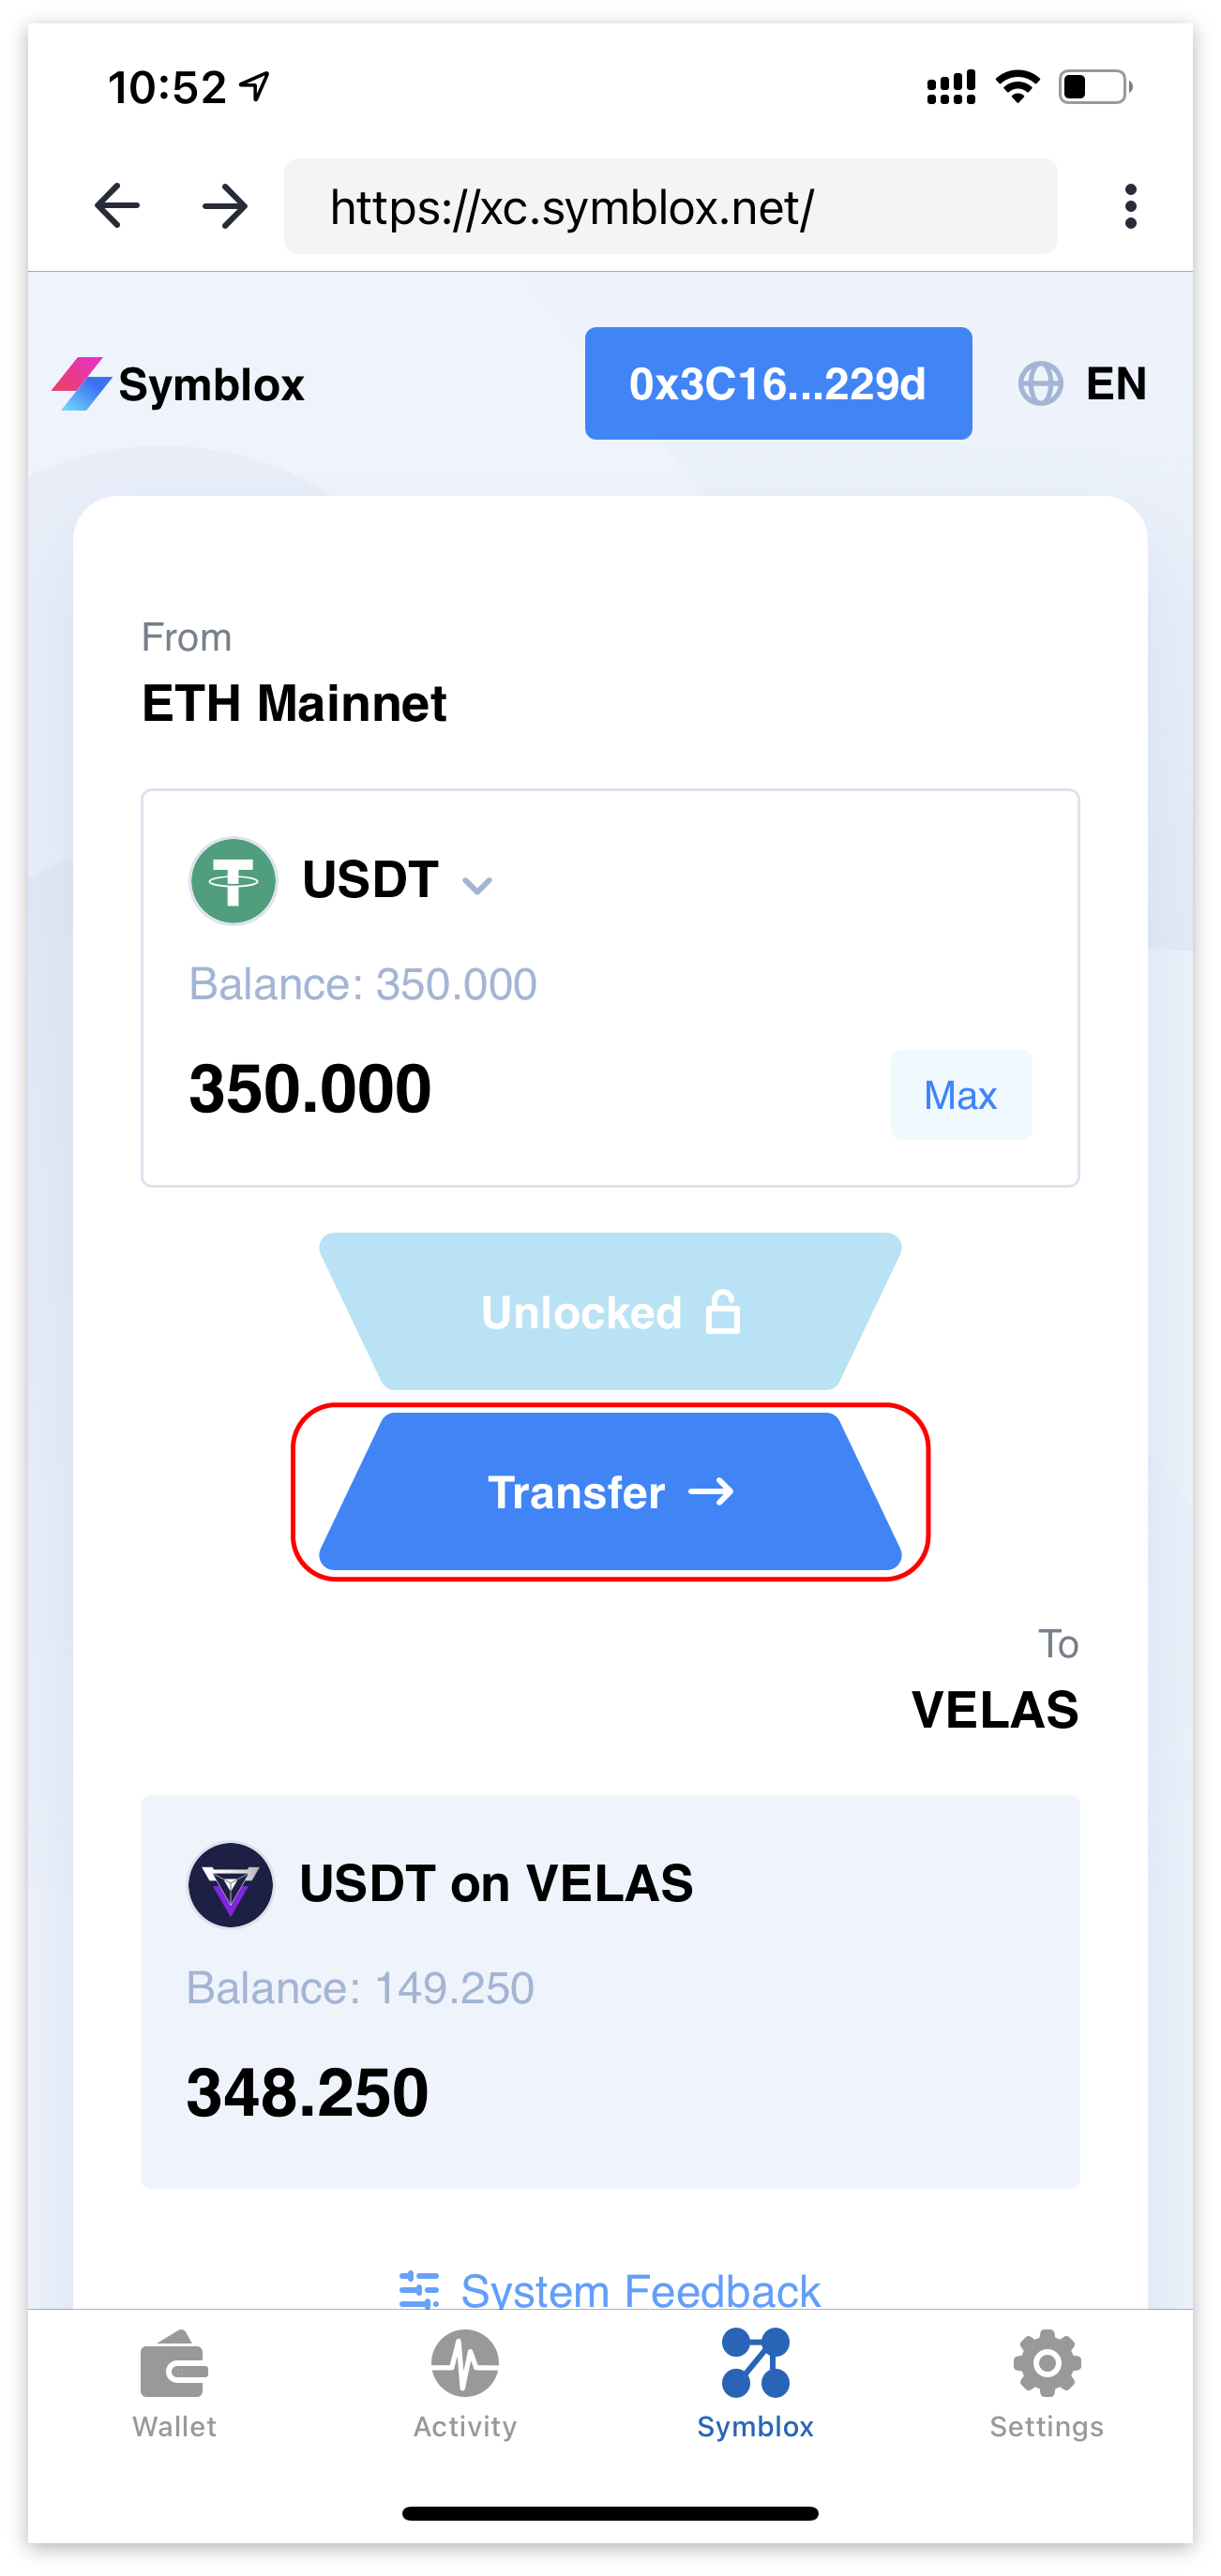 10:52
https://xc.symblox.net/
Symblox
0x3C16...229d
EN
From
ETH Mainnet
USDT
Balance: 350.000
350.000
Max
Unlocked
Transfer →
To
VELAS
USDT on VELAS
Balance: 149.250
348.250
System Feedback
Wallet
Activity
Symblox
Settings